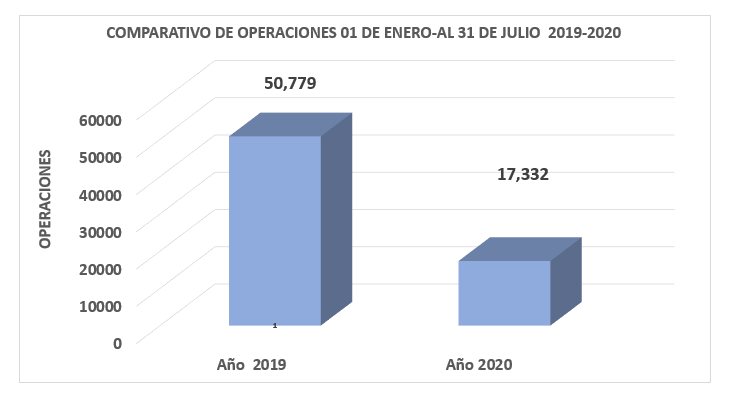 COMPARATIVO DE OPERACIONES 01 DE ENERO-AL 31 DE JULIO 2019-2020
50,779
17,332
OPERACIONES
60000
50000
40000
30000
20000
10000
0
1
Año 2019
Año 2020